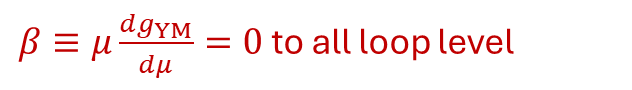 β ≡ μ dg_YM/dμ = 0 to all loop level